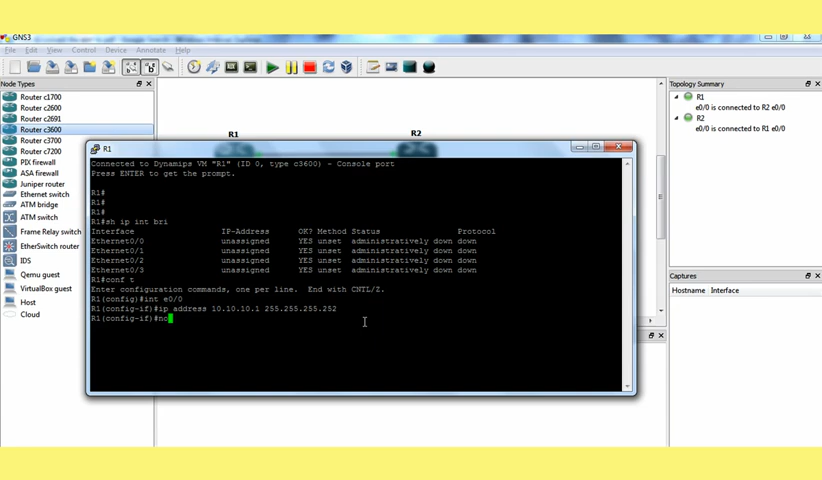 GNS3
File Edit View Control Device Annotate Help
Node Types
Router c1700
Router c2600
Router c2691
Router c3600
Router c3700
Router c7200
PIX firewall
ASA firewall
Juniper router
Ethernet switch
ATM bridge
ATM switch
Frame Relay switch
EtherSwitch router
IDS
Qemu guest
VirtualBox guest
Host
Cloud
R1
R2
R1
Connected to Dynamips VM "R1" (ID 0, type c3600) - Console port
Press ENTER to get the prompt.
R1#
R1#
R1#
R1#sh ip int bri
Interface IP-Address OK? Method Status Protocol
Ethernet0/0 unassigned YES unset administratively down down
Ethernet0/1 unassigned YES unset administratively down down
Ethernet0/2 unassigned YES unset administratively down down
Ethernet0/3 unassigned YES unset administratively down down
R1#conf t
Enter configuration commands, one per line. End with CNTL/Z.
R1(config)#int e0/0
R1(config-if)#ip address 10.10.10.1 255.255.255.252
R1(config-if)#no
Topology Summary
R1
e0/0 is connected to R2 e0/0
R2
e0/0 is connected to R1 e0/0
Captures
Hostname Interface